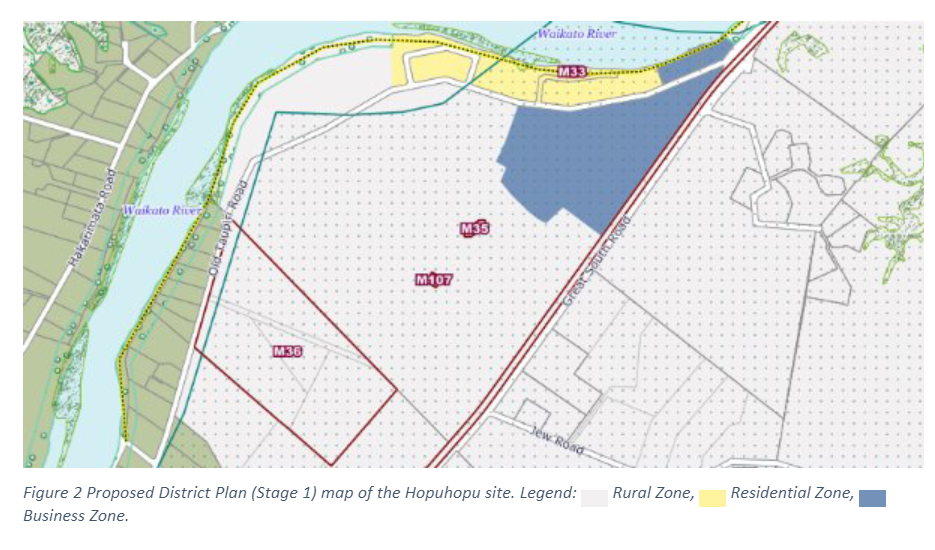 Waikato River
M33
Hakarimata Road
Waikato River
Old Taupiri Road
M35
M107
Great South Road
M36
Jew Road
Figure 2 Proposed District Plan (Stage 1) map of the Hopuhopu site. Legend: Rural Zone, Residential Zone,
Business Zone.